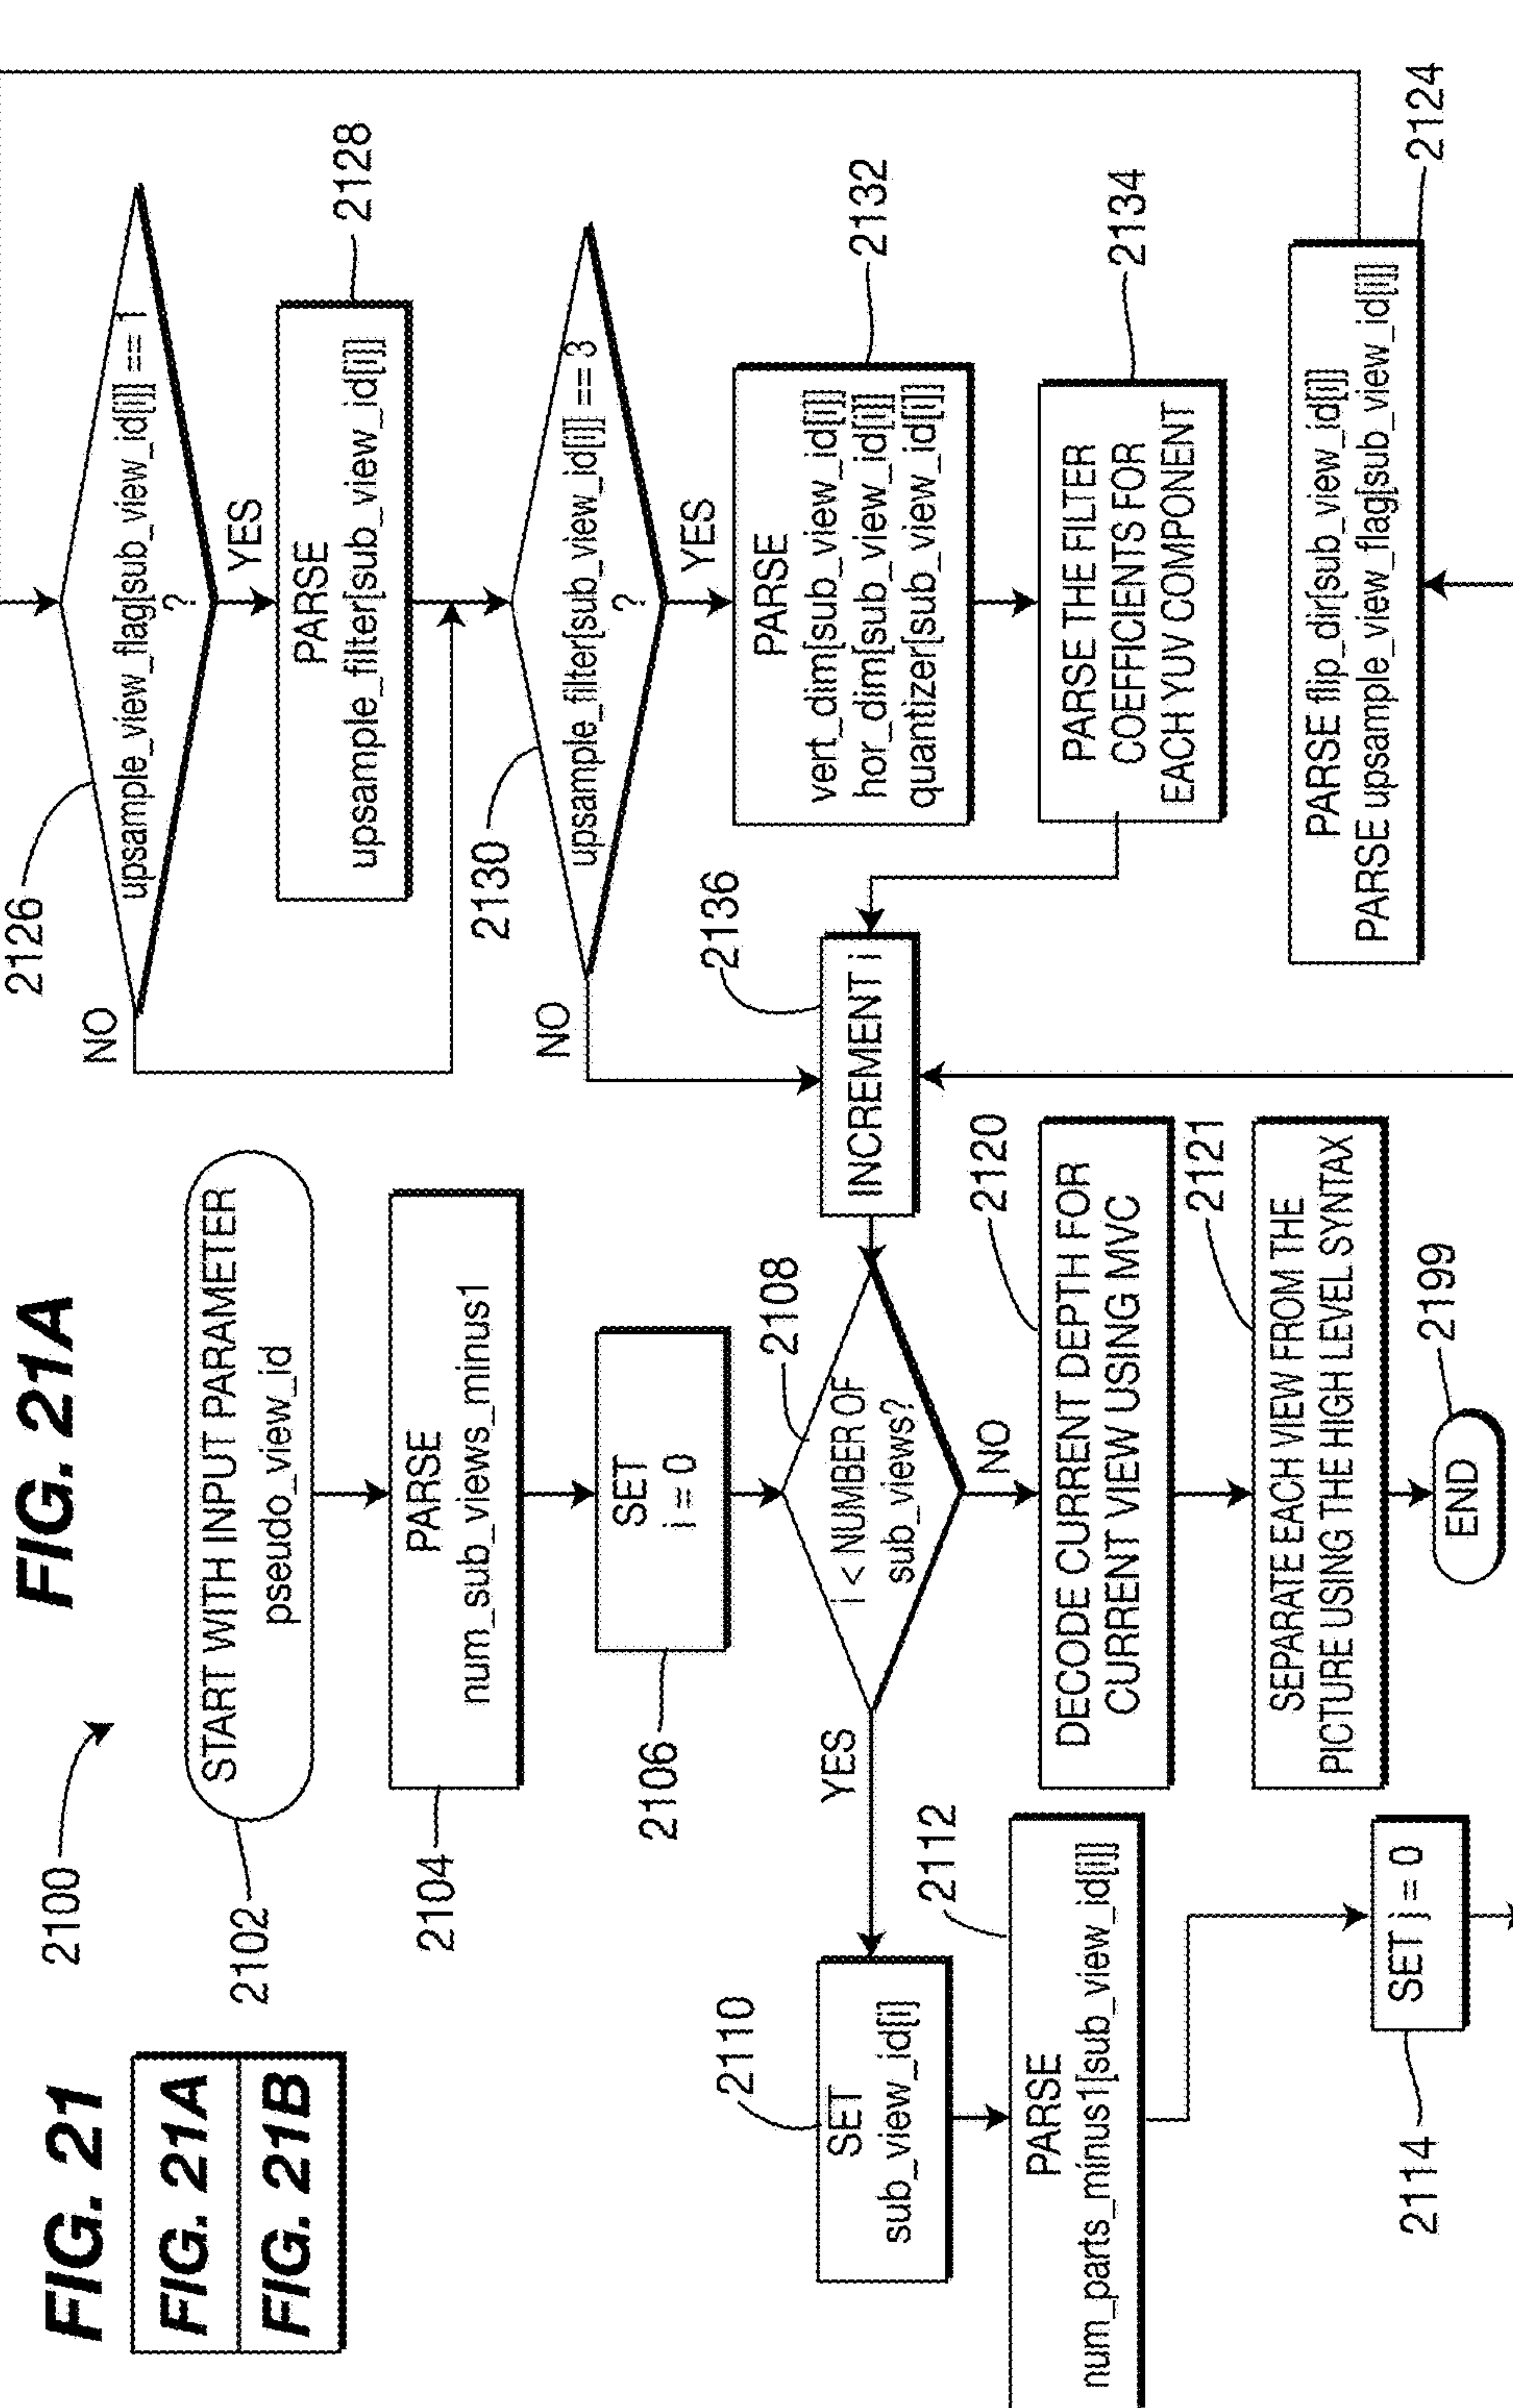 FIG. 21
FIG. 21A
FIG. 21B
FIG. 21A
2100
2102
START WITH INPUT PARAMETER
pseudo_view_id
2104
PARSE
num_sub_views_minus1
2106
SET
i = 0
2108
i < NUMBER OF
sub_views?
YES
NO
2110
SET
sub_view_id[i]
2112
PARSE
num_parts_minus1[sub_view_id[i]]
2114
SET j = 0
2120
DECODE CURRENT DEPTH FOR
CURRENT VIEW USING MVC
2121
SEPARATE EACH VIEW FROM THE
PICTURE USING THE HIGH LEVEL SYNTAX
2199
END
2126
upsample_view_flag[sub_view_id[i]] == 1
?
NO
YES
2128
PARSE
upsample_filter[sub_view_id[i]]
2130
upsample_filter[sub_view_id[i]] == 3
?
NO
YES
2132
PARSE
vert_dim[sub_view_id[i]]
hor_dim[sub_view_id[i]]
quantizer[sub_view_id[i]]
2134
PARSE THE FILTER
COEFFICIENTS FOR
EACH YUV COMPONENT
2136
INCREMENT i
2124
PARSE flip_dir[sub_view_id[i]]
PARSE upsample_view_flag[sub_view_id[i]]